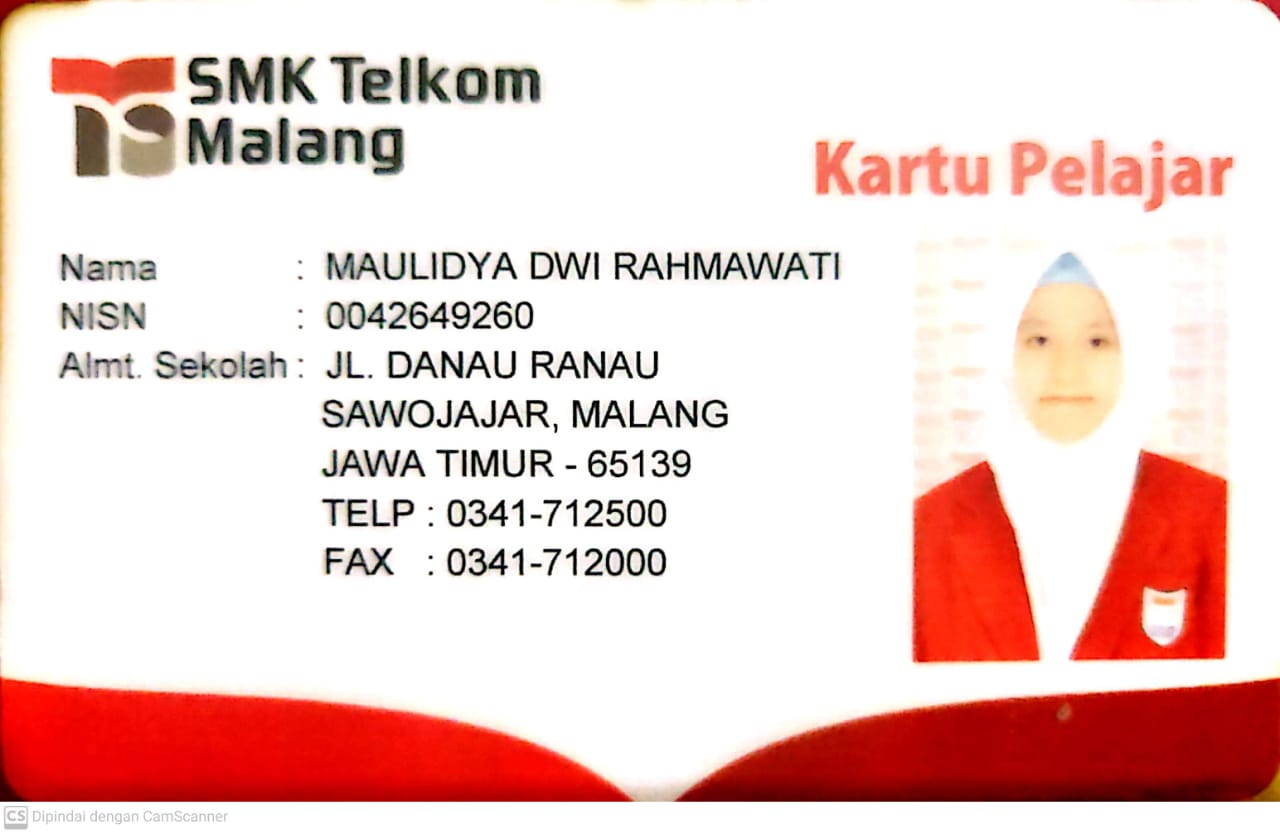 SMK Telkom
Malang
Kartu Pelajar
Nama : MAULIDYA DWI RAHMAWATI
NISN : 0042649260
Almt. Sekolah : JL. DANAU RANAU
SAWOJAJAR, MALANG
JAWA TIMUR - 65139
TELP : 0341-712500
FAX : 0341-712000
CS Dipindai dengan CamScanner